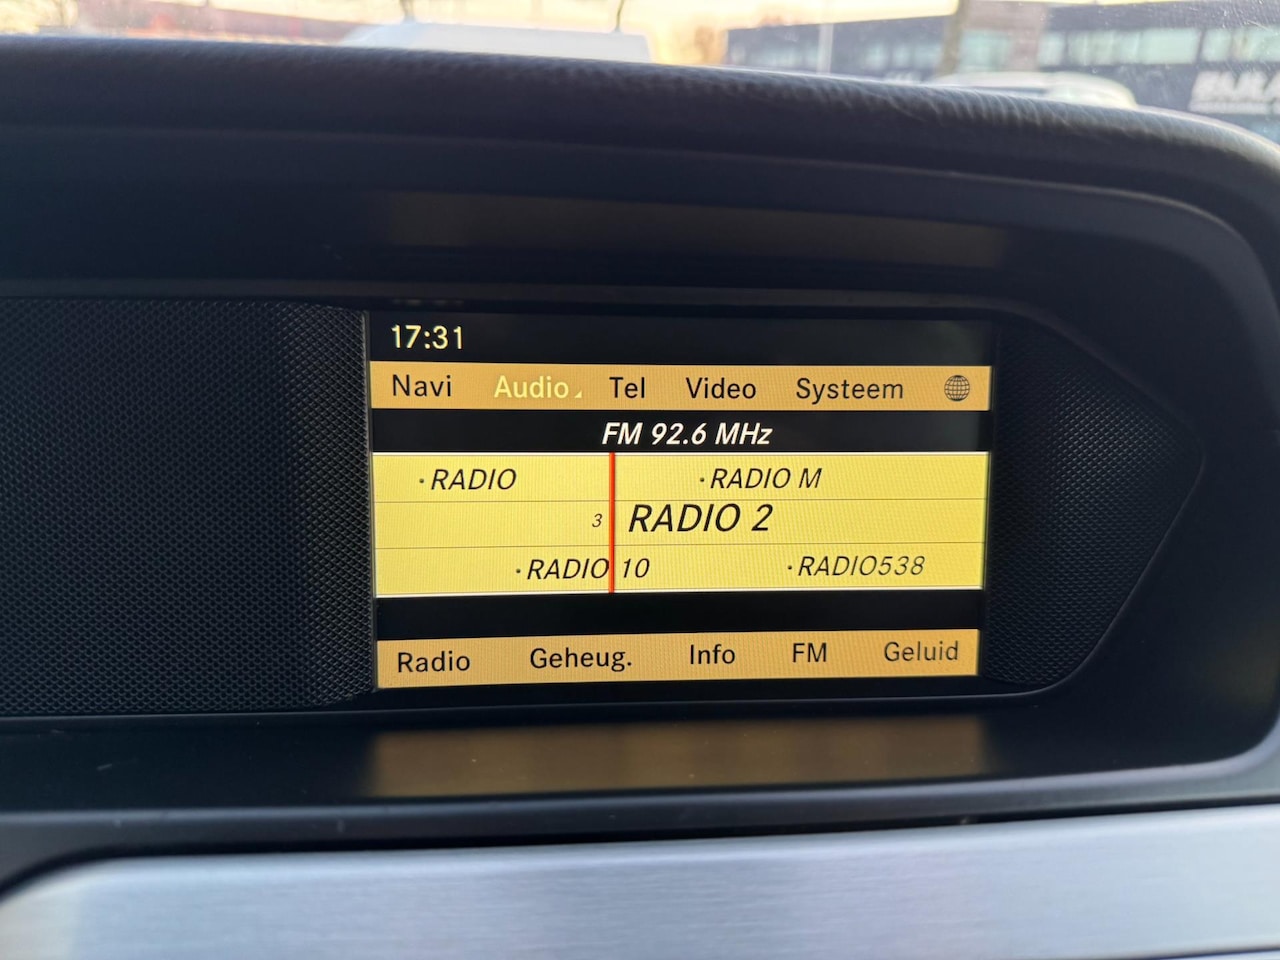 17:31
Navi Audio Tel Video Systeem
FM 92.6 MHz
·RADIO ·RADIO M
3 RADIO 2
·RADIO 10 ·RADIO538
Radio Geheug. Info FM Geluid